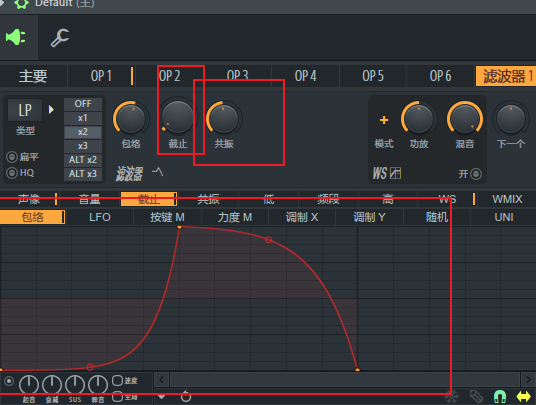 Default (主)
主要 OP 1 OP 2 OP 3 OP 4 OP 5 OP 6 滤波器 1
LP OFF
类型 x1
x2
x3
扁平 ALT x2
HQ ALT x3
包络 截止 共振 模式 功放 混音 下一个
滤波器 WS 开
声像 音量 截止 共振 低 频段 高 WS WMIX
包络 LFO 按键 M 力度 M 调制 X 调制 Y 随机 UNI
速度
起音 衰减 SUS 释音 全局